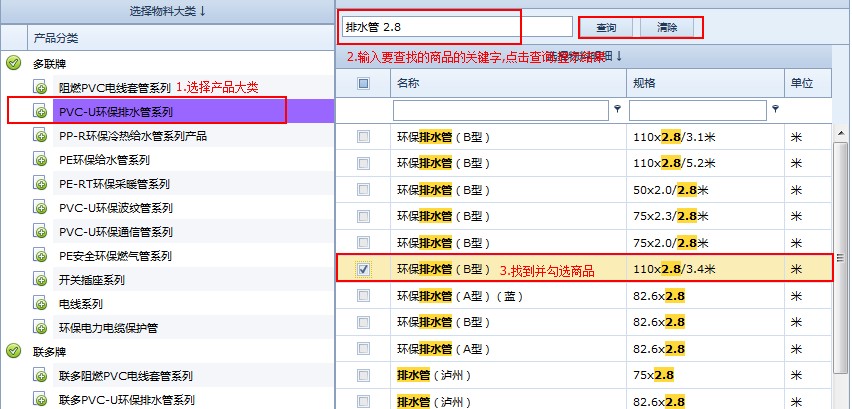 选择物料大类↓
产品分类
多联牌
阻燃PVC电线套管系列 1.选择产品大类
PVC-U环保排水管系列
PP-R环保冷热给水管系列产品
PE环保给水管系列
PE-RT环保采暖管系列
PVC-U环保波纹管系列
PVC-U环保通信管系列
PE安全环保燃气管系列
开关插座系列
电线系列
环保电力电缆保护管
联多牌
联多阻燃PVC电线套管系列
联多PVC-U环保排水管系列
排水管 2.8 查询 清除
2.输入要查找的商品的关键字,点击查询显示结果
名称 规格 单位
环保排水管（B型） 110x2.8/3.1米 米
环保排水管（B型） 110x2.8/5.2米 米
环保排水管（B型） 50x2.0/2.8米 米
环保排水管（B型） 75x2.3/2.8米 米
环保排水管（B型） 75x2.0/2.8米 米
环保排水管（B型） 3.找到并勾选商品 110x2.8/3.4米 米
环保排水管（A型）（蓝） 82.6x2.8 米
环保排水管（B型） 82.6x2.8 米
环保排水管（A型） 82.6x2.8 米
排水管（泸州） 75x2.8 米
排水管（泸州） 82.6x2.8 米